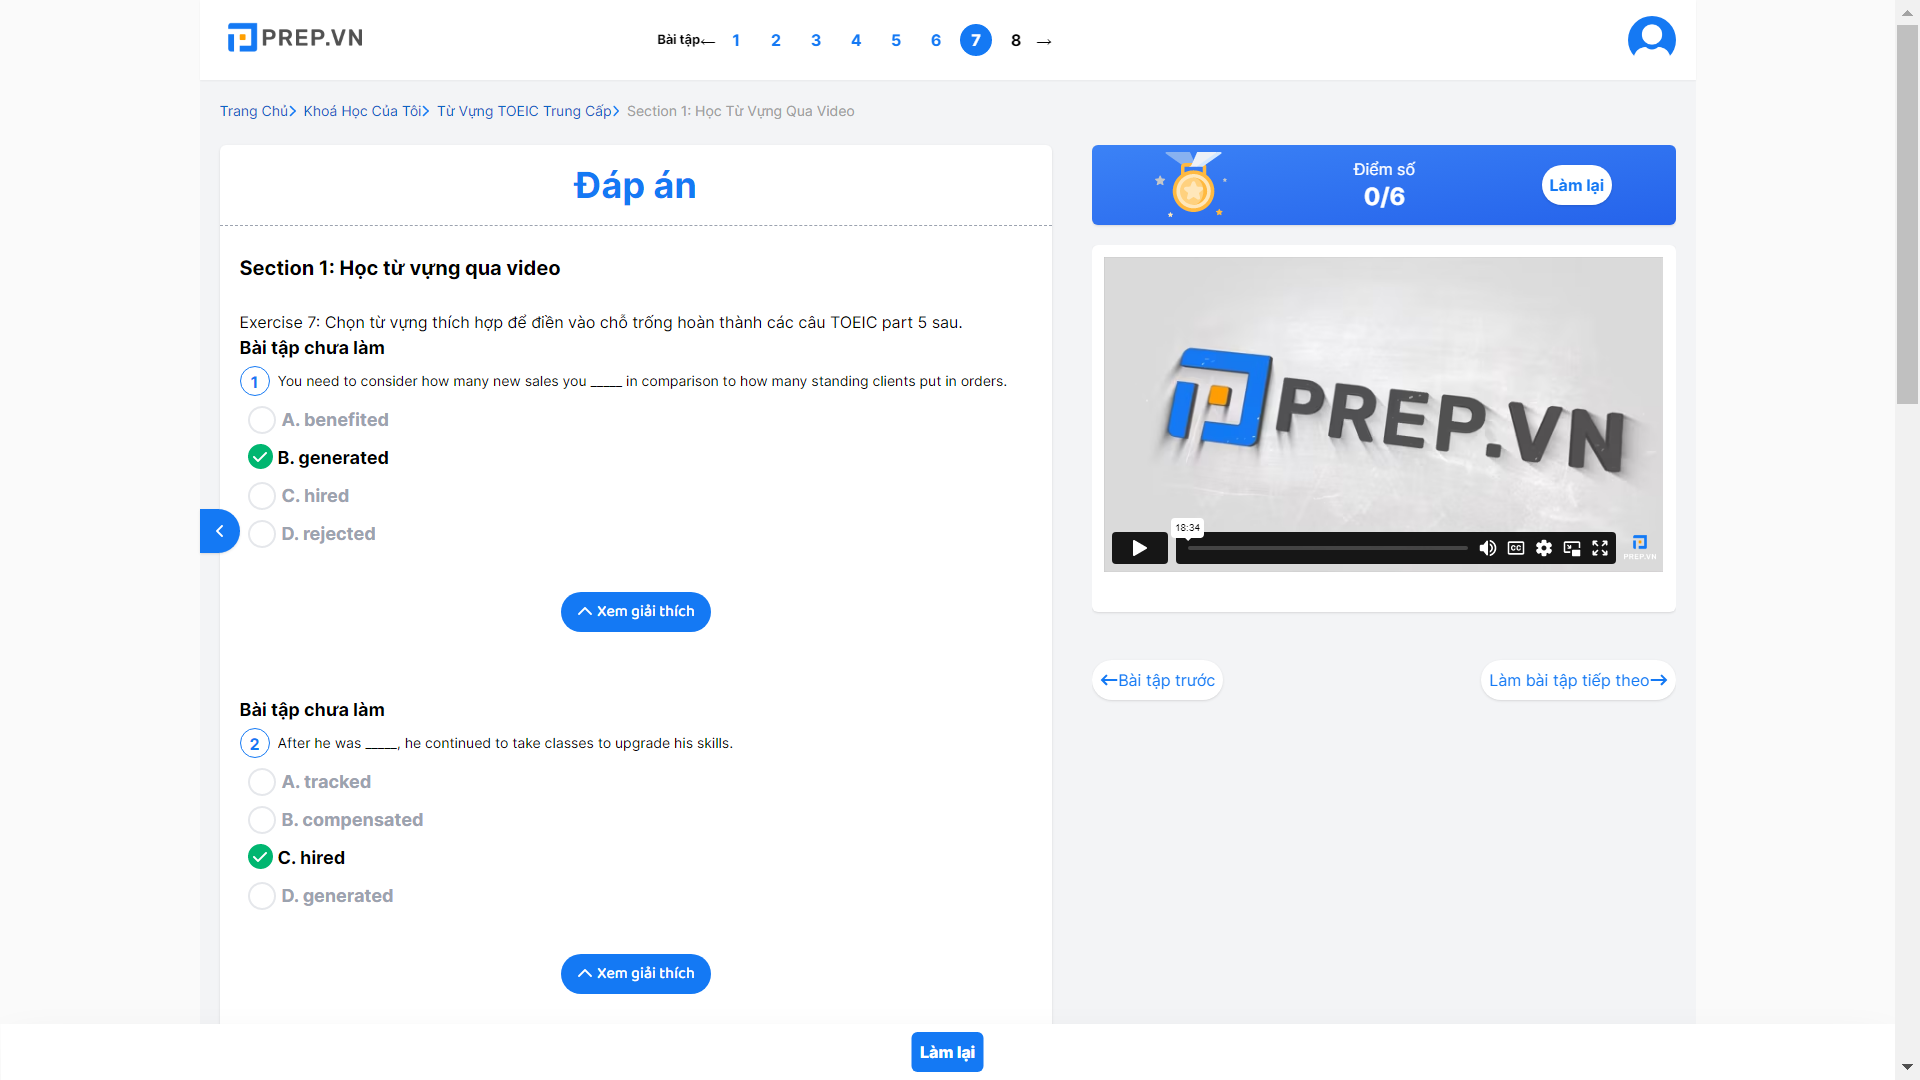 PREP.VN
Bài tập← 1 2 3 4 5 6 7 8 →
Trang Chủ> Khoá Học Của Tôi> Từ Vựng TOEIC Trung Cấp> Section 1: Học Từ Vựng Qua Video
Đáp án
Section 1: Học từ vựng qua video
Exercise 7: Chọn từ vựng thích hợp để điền vào chỗ trống hoàn thành các câu TOEIC part 5 sau.
Bài tập chưa làm
1 You need to consider how many new sales you _____ in comparison to how many standing clients put in orders.
A. benefited
B. generated
C. hired
D. rejected
Xem giải thích
Bài tập chưa làm
2 After he was _____, he continued to take classes to upgrade his skills.
A. tracked
B. compensated
C. hired
D. generated
Xem giải thích
Điểm số
0/6
Làm lại
PREP.VN
18:34
CC
PREP.VN
←Bài tập trước
Làm bài tập tiếp theo→
Làm lại